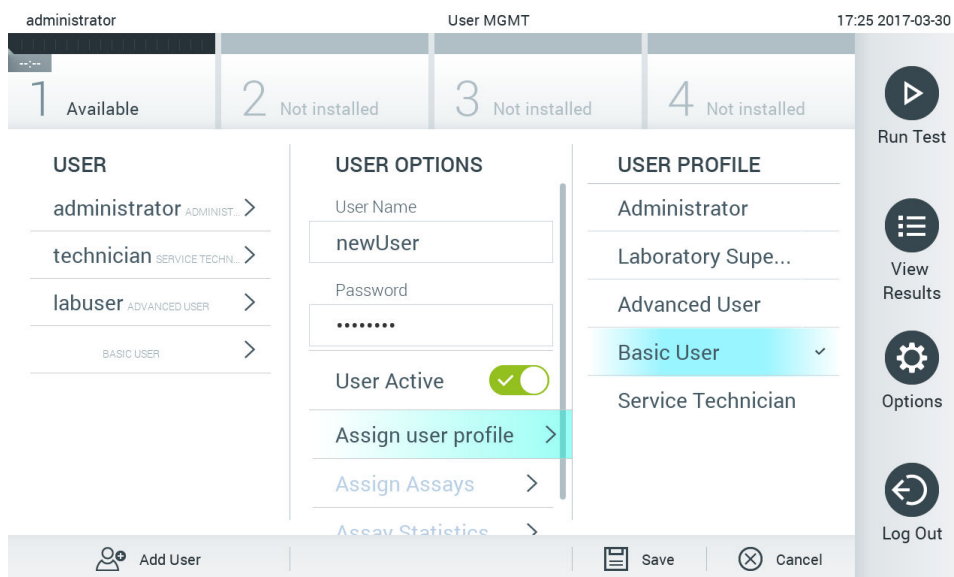 administrator User MGMT 17:25 2017-03-30
--:--
1 Available
2 Not installed
3 Not installed
4 Not installed
USER
administrator ADMINIST...
technician SERVICE TECHN...
labuser ADVANCED USER
BASIC USER
Add User
USER OPTIONS
User Name
newUser
Password
••••••••
User Active
Assign user profile
Assign Assays
Assay Statistics
USER PROFILE
Administrator
Laboratory Supe...
Advanced User
Basic User
Service Technician
Save
Cancel
Run Test
View
Results
Options
Log Out